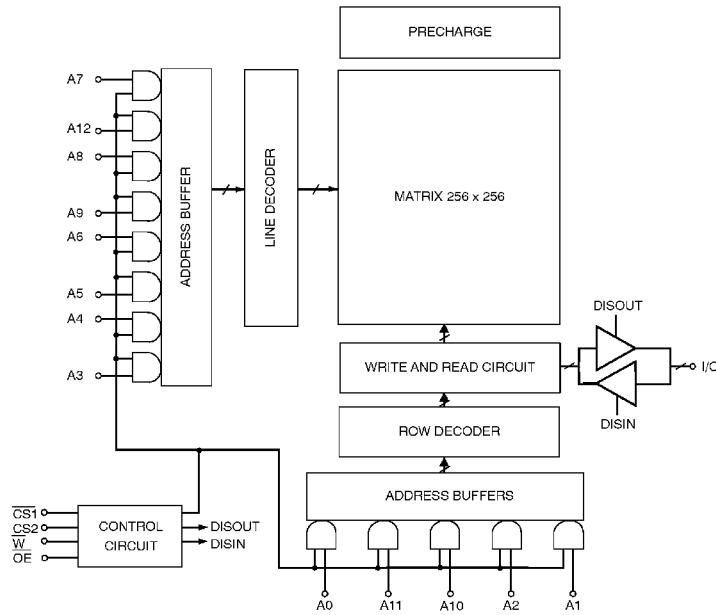 PRECHARGE
A7
A12
A8
A9
A6
A5
A4
A3
ADDRESS BUFFER
LINE DECODER
MATRIX 256 x 256
DISOUT
WRITE AND READ CIRCUIT
I/O
DISIN
ROW DECODER
ADDRESS BUFFERS
CS1
CS2
W
OE
CONTROL
CIRCUIT
DISOUT
DISIN
A0
A11
A10
A2
A1